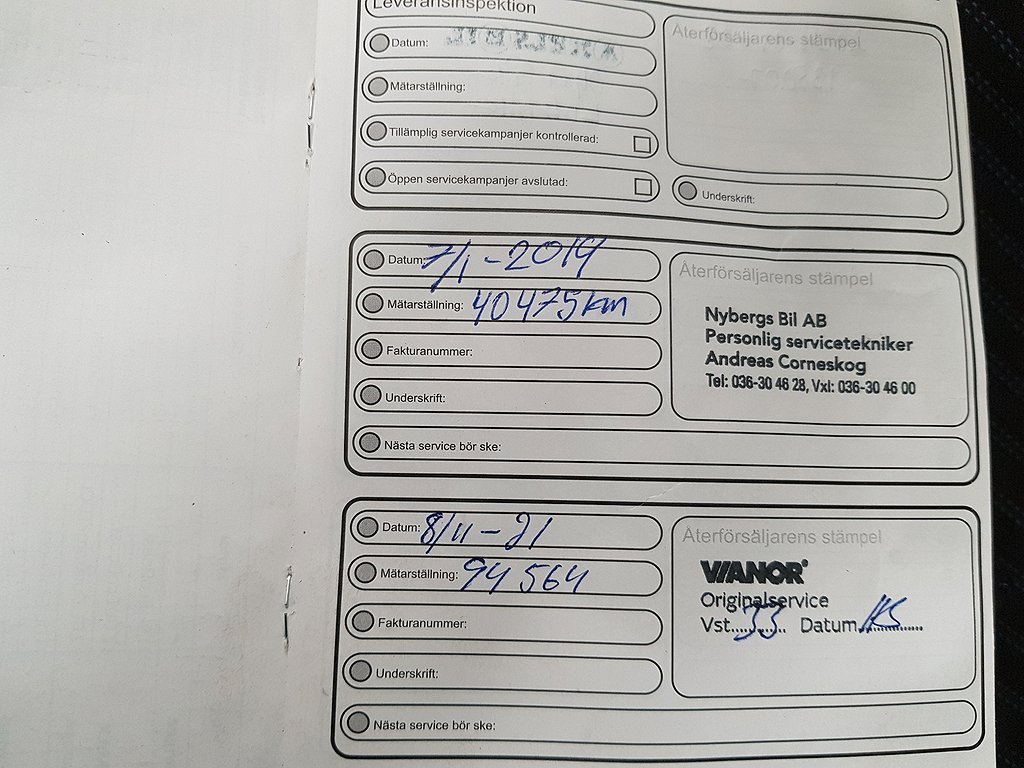 Leveransinspektion
Datum:
Mätarställning:
Tillämplig servicekampanjer kontrollerad:
Öppen servicekampanjer avslutad:
Återförsäljarens stämpel
Underskrift:
Datum: 7/1-2014
Mätarställning: 40475km
Fakturanummer:
Underskrift:
Nästa service bör ske:
Återförsäljarens stämpel
Nybergs Bil AB
Personlig servicetekniker
Andreas Corneskog
Tel: 036-30 46 28, Vxl: 036-30 46 00
Datum: 8/11-21
Mätarställning: 94 564
Fakturanummer:
Underskrift:
Nästa service bör ske:
Återförsäljarens stämpel
VIANOR
Originalservice
Vst....33.... Datum..............